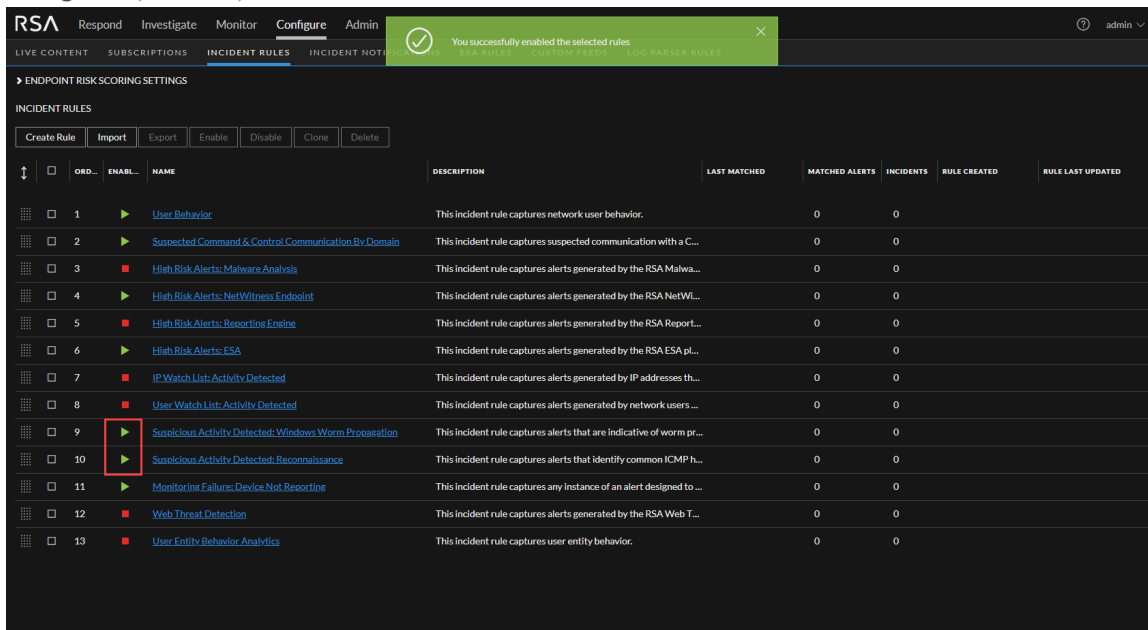 RSA Respond Investigate Monitor Configure Admin admin
You successfully enabled the selected rules
LIVE CONTENT SUBSCRIPTIONS INCIDENT RULES INCIDENT NOTIFICATIONS ESA RULES CUSTOM FEEDS LOG PARSER RULES
ENDPOINT RISK SCORING SETTINGS
INCIDENT RULES
Create Rule Import Export Enable Disable Clone Delete
ORD... ENABL... NAME DESCRIPTION LAST MATCHED MATCHED ALERTS INCIDENTS RULE CREATED RULE LAST UPDATED
1 User Behavior This incident rule captures network user behavior. 0 0
2 Suspected Command & Control Communication By Domain This incident rule captures suspected communication with a C... 0 0
3 High Risk Alerts: Malware Analysis This incident rule captures alerts generated by the RSA Malwa... 0 0
4 High Risk Alerts: NetWitness Endpoint This incident rule captures alerts generated by the RSA NetWi... 0 0
5 High Risk Alerts: Reporting Engine This incident rule captures alerts generated by the RSA Report... 0 0
6 High Risk Alerts: ESA This incident rule captures alerts generated by the RSA ESA pl... 0 0
7 IP Watch List: Activity Detected This incident rule captures alerts generated by IP addresses th... 0 0
8 User Watch List: Activity Detected This incident rule captures alerts generated by network users ... 0 0
9 Suspicious Activity Detected: Windows Worm Propagation This incident rule captures alerts that are indicative of worm pr... 0 0
10 Suspicious Activity Detected: Reconnaissance This incident rule captures alerts that identify common ICMP h... 0 0
11 Monitoring Failure: Device Not Reporting This incident rule captures any instance of an alert designed to ... 0 0
12 Web Threat Detection This incident rule captures alerts generated by the RSA Web T... 0 0
13 User Entity Behavior Analytics This incident rule captures user entity behavior. 0 0